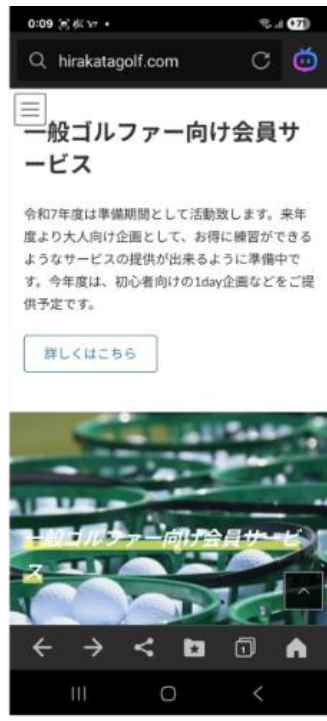 0:09
hirakatagolf.com
一般ゴルファー向け会員サ
ービス
令和7年度は準備期間として活動致します。来年
度より大人向け企画として、お得に練習ができる
ようなサービスの提供が出来るように準備中で
す。今年度は、初心者向けの1day企画などをご提
供予定です。
詳しくはこちら
一般ゴルファー向け会員サービ
ス
1